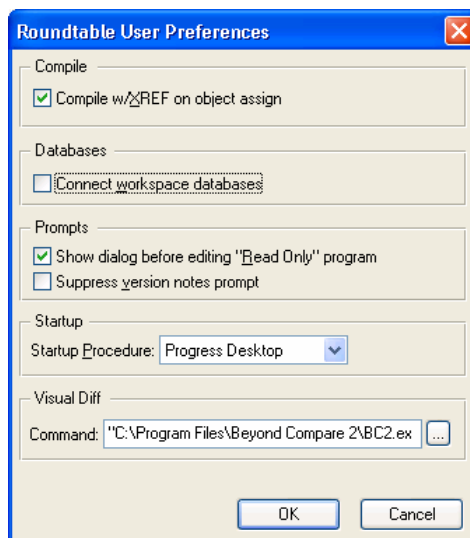 Roundtable User Preferences
Compile
Compile w/XREF on object assign
Databases
Connect workspace databases
Prompts
Show dialog before editing "Read Only" program
Suppress version notes prompt
Startup
Startup Procedure: Progress Desktop
Visual Diff
Command: "C:\Program Files\Beyond Compare 2\BC2.ex ...
OK Cancel